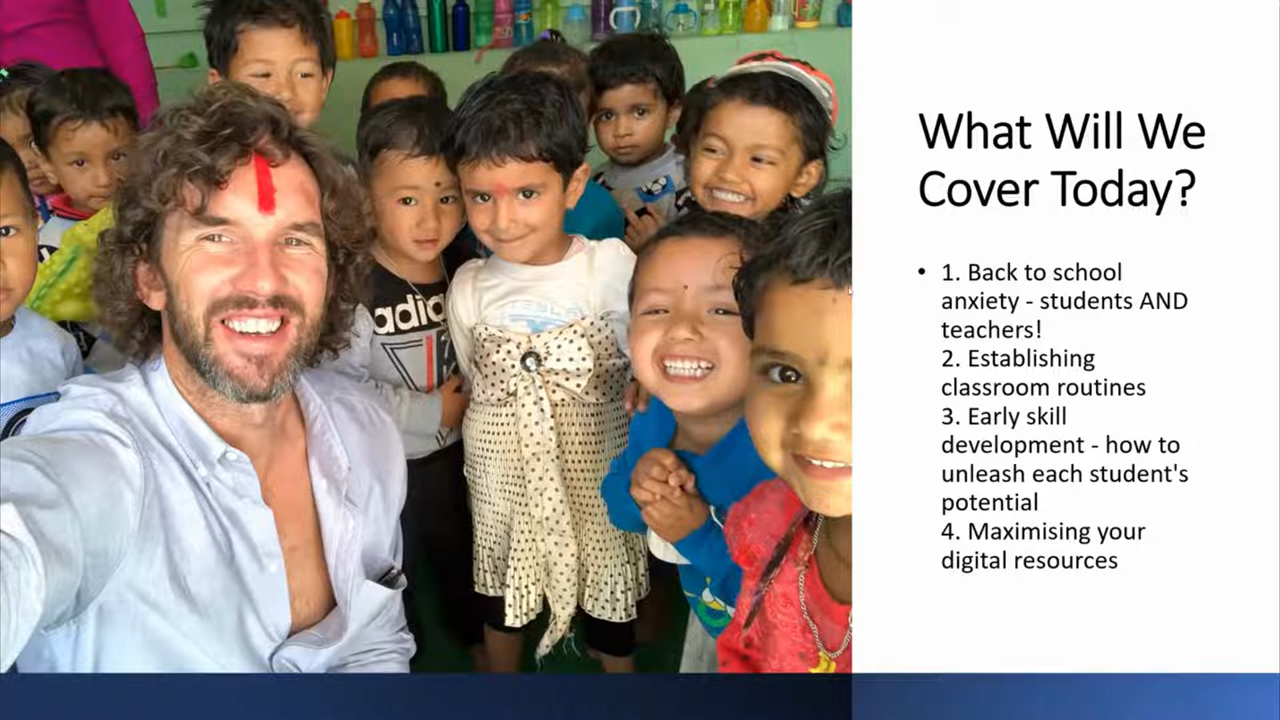 What Will We
Cover Today?
• 1. Back to school
anxiety - students AND
teachers!
2. Establishing
classroom routines
3. Early skill
development - how to
unleash each student's
potential
4. Maximising your
digital resources
adid